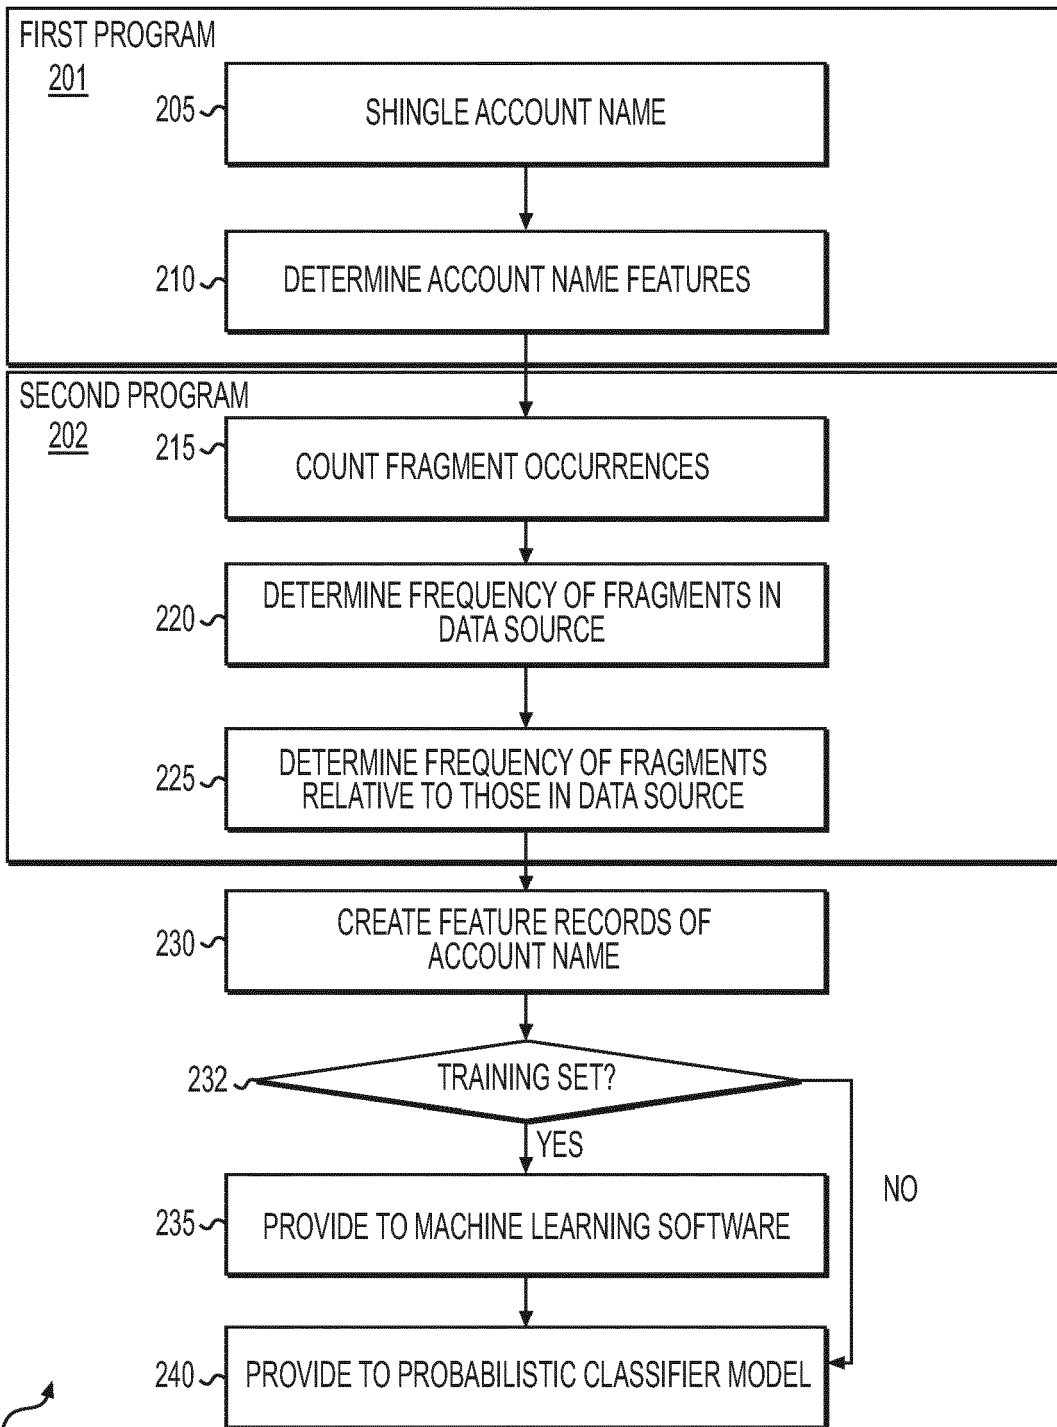 FIRST PROGRAM
201
205
SHINGLE ACCOUNT NAME
210
DETERMINE ACCOUNT NAME FEATURES
SECOND PROGRAM
202
215
COUNT FRAGMENT OCCURRENCES
220
DETERMINE FREQUENCY OF FRAGMENTS IN
DATA SOURCE
225
DETERMINE FREQUENCY OF FRAGMENTS
RELATIVE TO THOSE IN DATA SOURCE
230
CREATE FEATURE RECORDS OF
ACCOUNT NAME
232
TRAINING SET?
YES
NO
235
PROVIDE TO MACHINE LEARNING SOFTWARE
240
PROVIDE TO PROBABILISTIC CLASSIFIER MODEL